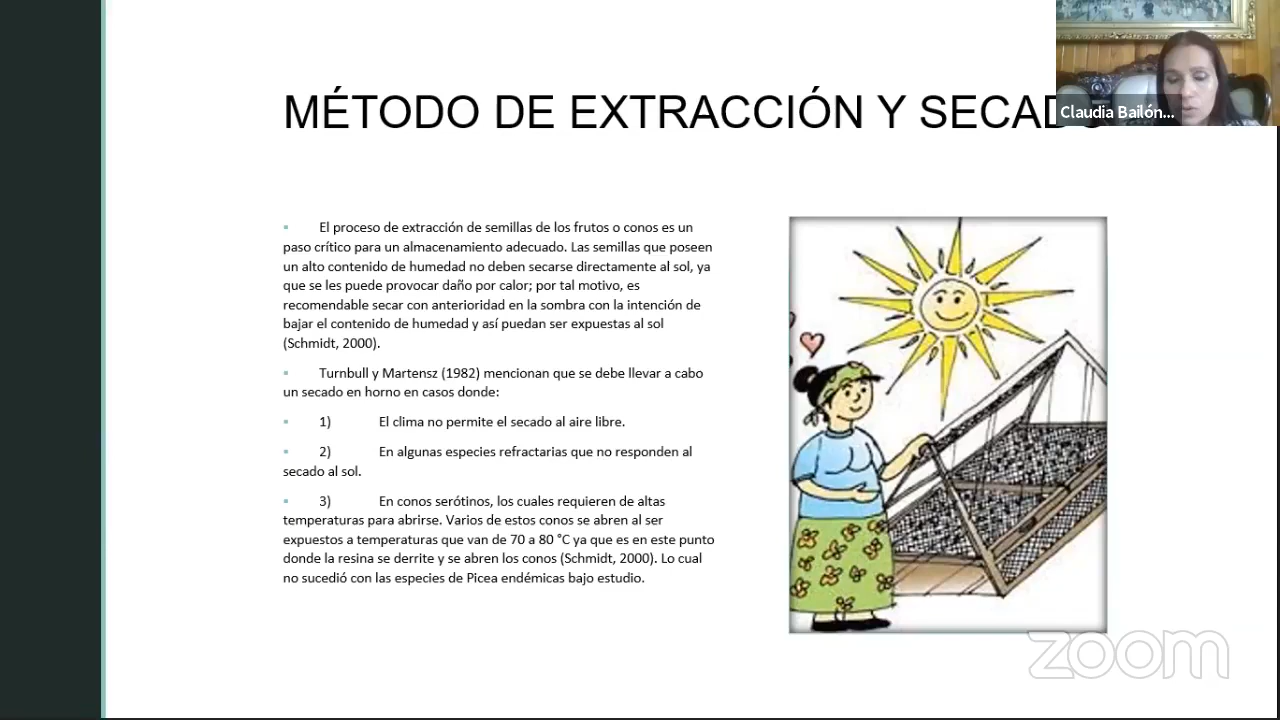 MÉTODO DE EXTRACCIÓN Y SECADO
Claudia Bailón...
▪ El proceso de extracción de semillas de los frutos o conos es un
paso crítico para un almacenamiento adecuado. Las semillas que poseen
un alto contenido de humedad no deben secarse directamente al sol, ya
que se les puede provocar daño por calor; por tal motivo, es
recomendable secar con anterioridad en la sombra con la intención de
bajar el contenido de humedad y así puedan ser expuestas al sol
(Schmidt, 2000).
▪ Turnbull y Martensz (1982) mencionan que se debe llevar a cabo
un secado en horno en casos donde:
▪ 1) El clima no permite el secado al aire libre.
▪ 2) En algunas especies refractarias que no responden al
secado al sol.
▪ 3) En conos serótinos, los cuales requieren de altas
temperaturas para abrirse. Varios de estos conos se abren al ser
expuestos a temperaturas que van de 70 a 80 °C ya que es en este punto
donde la resina se derrite y se abren los conos (Schmidt, 2000). Lo cual
no sucedió con las especies de Picea endémicas bajo estudio.
zoom